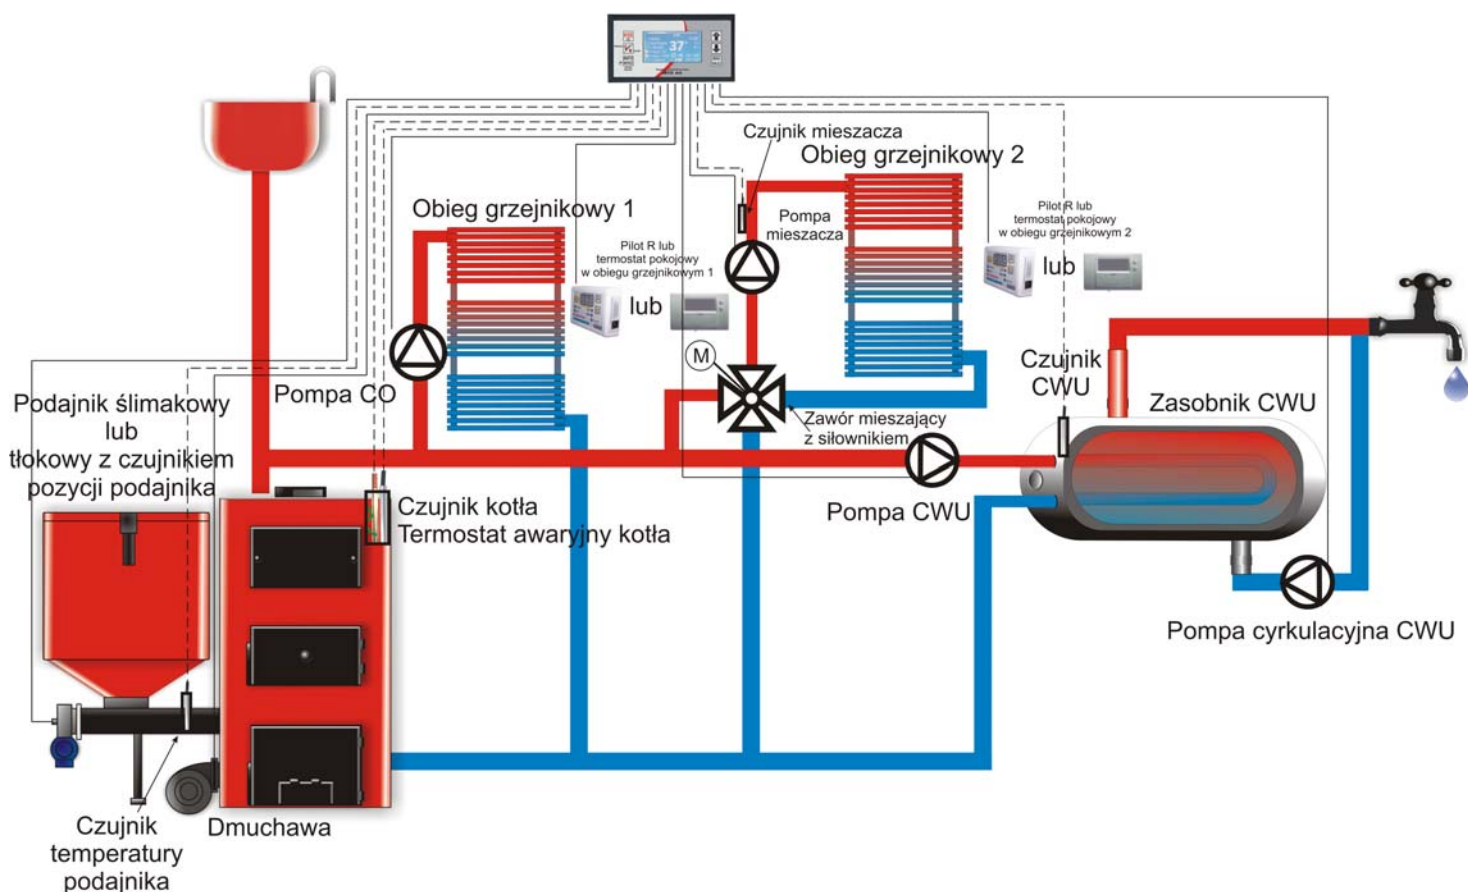 37
Czujnik mieszacza
Obieg grzejnikowy 2
Obieg grzejnikowy 1
Pompa
mieszacza
Pilot R lub
termostat pokojowy
w obiegu grzejnikowym 2
lub
Pilot R lub
termostat pokojowy
w obiegu grzejnikowym 1
lub
M
Pompa CO
Czujnik
CWU
Zasobnik CWU
Zawór mieszający
z siłownikiem
Podajnik ślimakowy
lub
tłokowy z czujnikiem
pozycji podajnika
Czujnik kotła
Termostat awaryjny kotła
Pompa CWU
Pompa cyrkulacyjna CWU
Dmuchawa
Czujnik
temperatury
podajnika